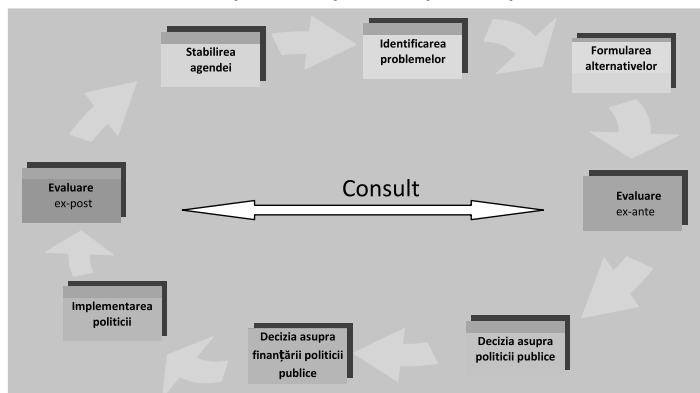 Stabilirea
agendei
Identificarea
problemelor
Formularea
alternativelor
Evaluare
ex-post
Consult
Evaluare
ex-ante
Implementarea
politicii
Decizia asupra
finanțării politicii
publice
Decizia asupra
politicii publice